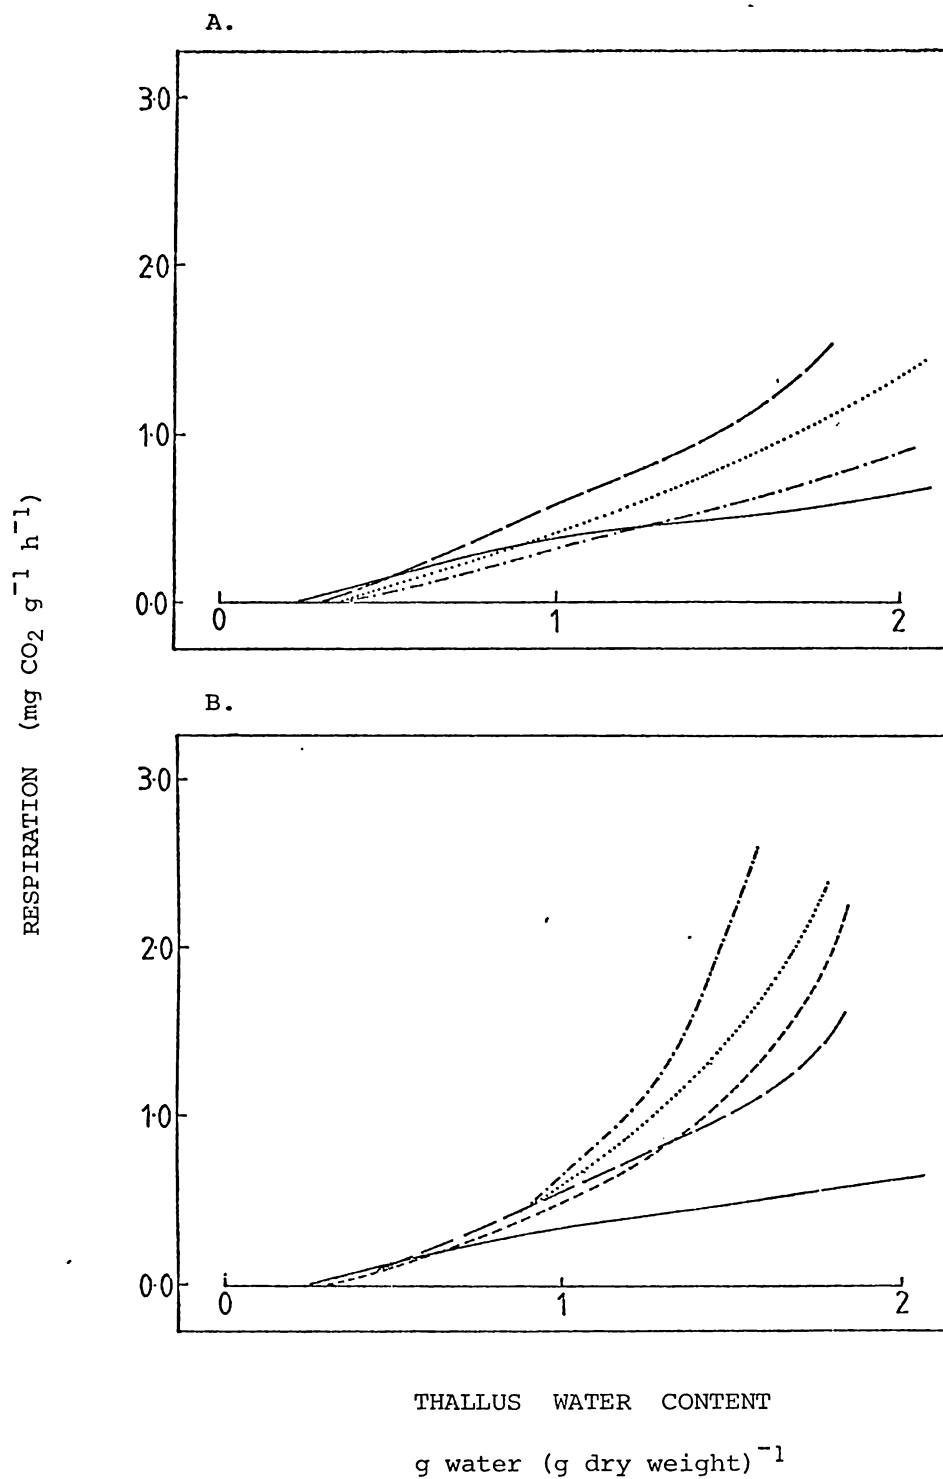 A.
3·0
2·0
1·0
0·0
0 1 2
B.
3·0
2·0
1·0
0·0
0 1 2
RESPIRATION (mg CO₂ g⁻¹ h⁻¹)
THALLUS WATER CONTENT
g water (g dry weight)⁻¹